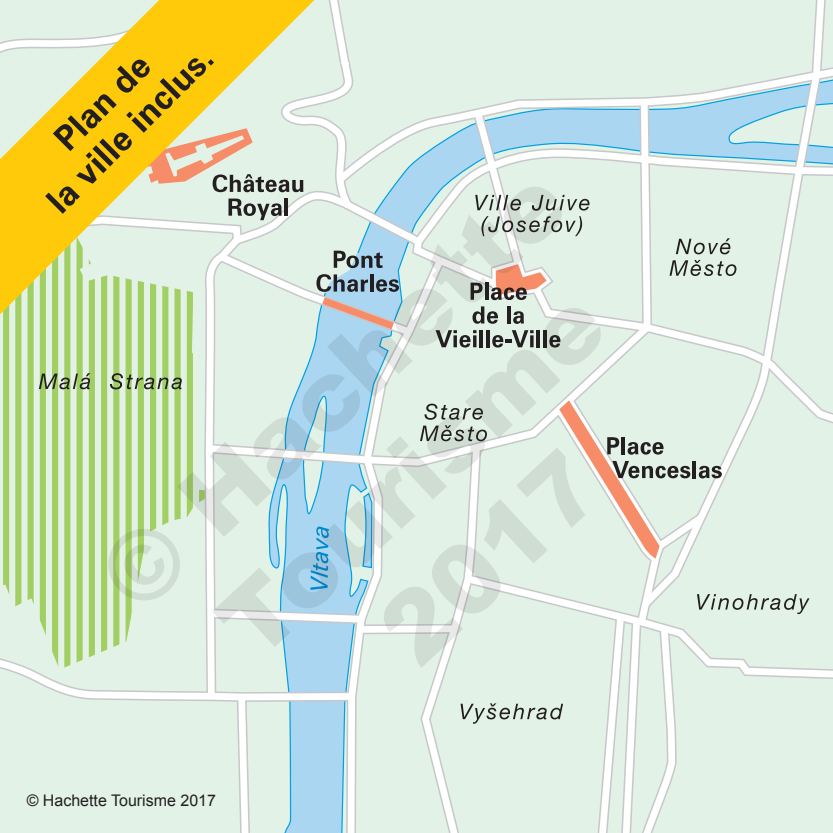 Plan de
la ville inclus.
Château
Royal
Ville Juive
(Josefov)
Nové
Město
Pont
Charles
Place
de la
Vieille-Ville
Malá Strana
Stare
Město
Place
Venceslas
Vltava
Vinohrady
Vyšehrad
© Hachette
Tourisme
2017
© Hachette Tourisme 2017